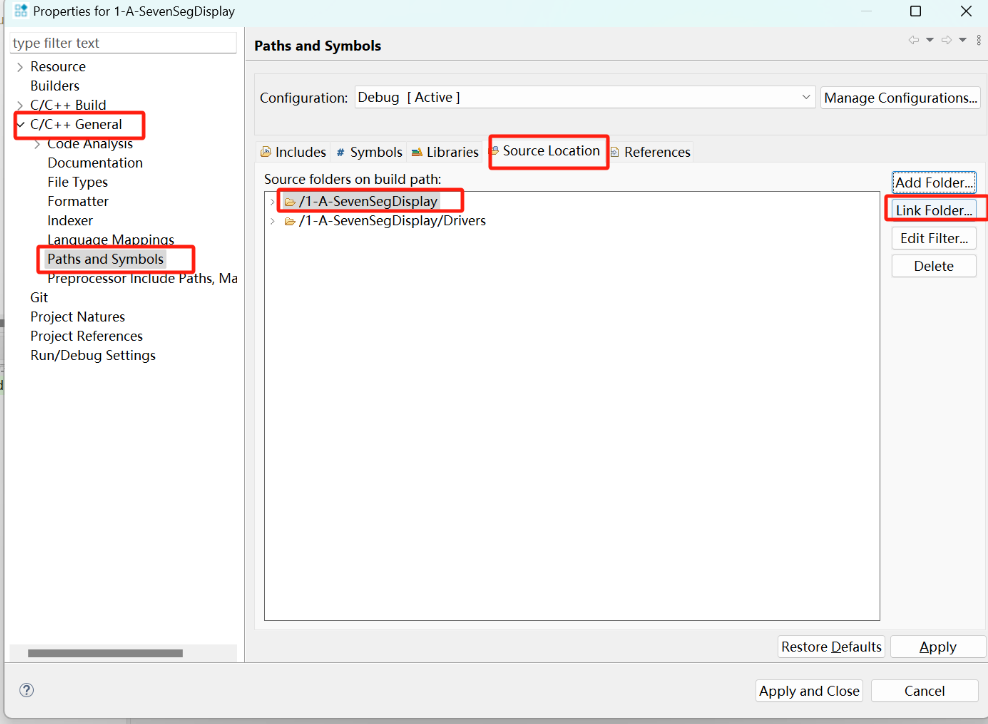 Properties for 1-A-SevenSegDisplay
type filter text
Resource
Builders
C/C++ Build
C/C++ General
Code Analysis
Documentation
File Types
Formatter
Indexer
Language Mappings
Paths and Symbols
Preprocessor Include Paths, Ma
Git
Project Natures
Project References
Run/Debug Settings
Paths and Symbols
Configuration: Debug [ Active ] Manage Configurations...
Includes # Symbols Libraries Source Location References
Source folders on build path:
/1-A-SevenSegDisplay
/1-A-SevenSegDisplay/Drivers
Add Folder...
Link Folder...
Edit Filter...
Delete
Restore Defaults Apply
? Apply and Close Cancel